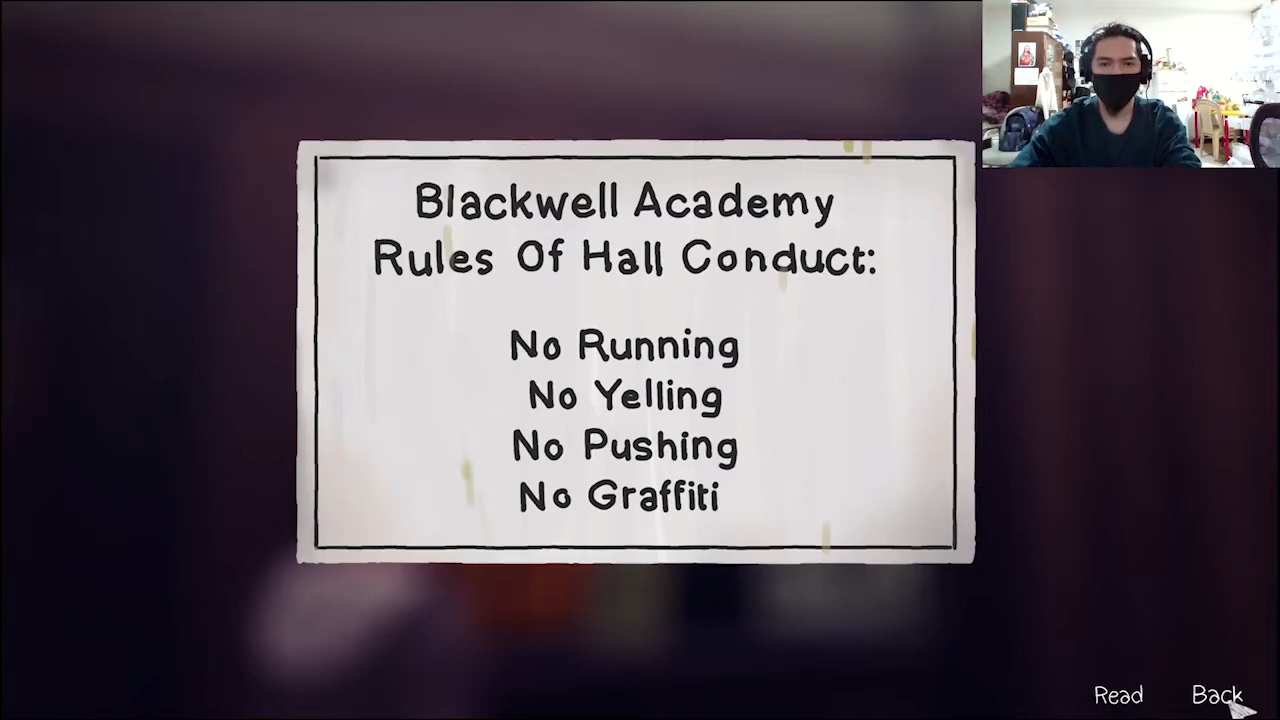 Blackwell Academy
Rules Of Hall Conduct:
No Running
No Yelling
No Pushing
No Graffiti
Read Back